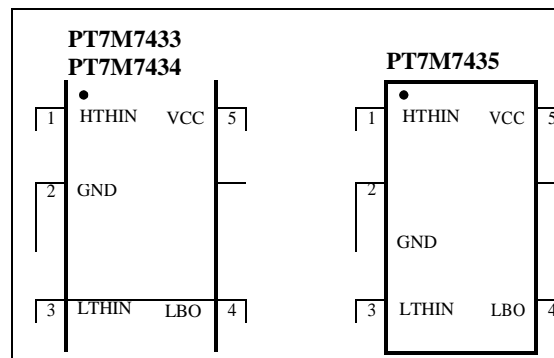 PT7M7433
PT7M7434
1 HTHIN VCC 5
2 GND
3 LTHIN LBO 4
PT7M7435
1 HTHIN VCC 5
2
GND
3 LTHIN LBO 4